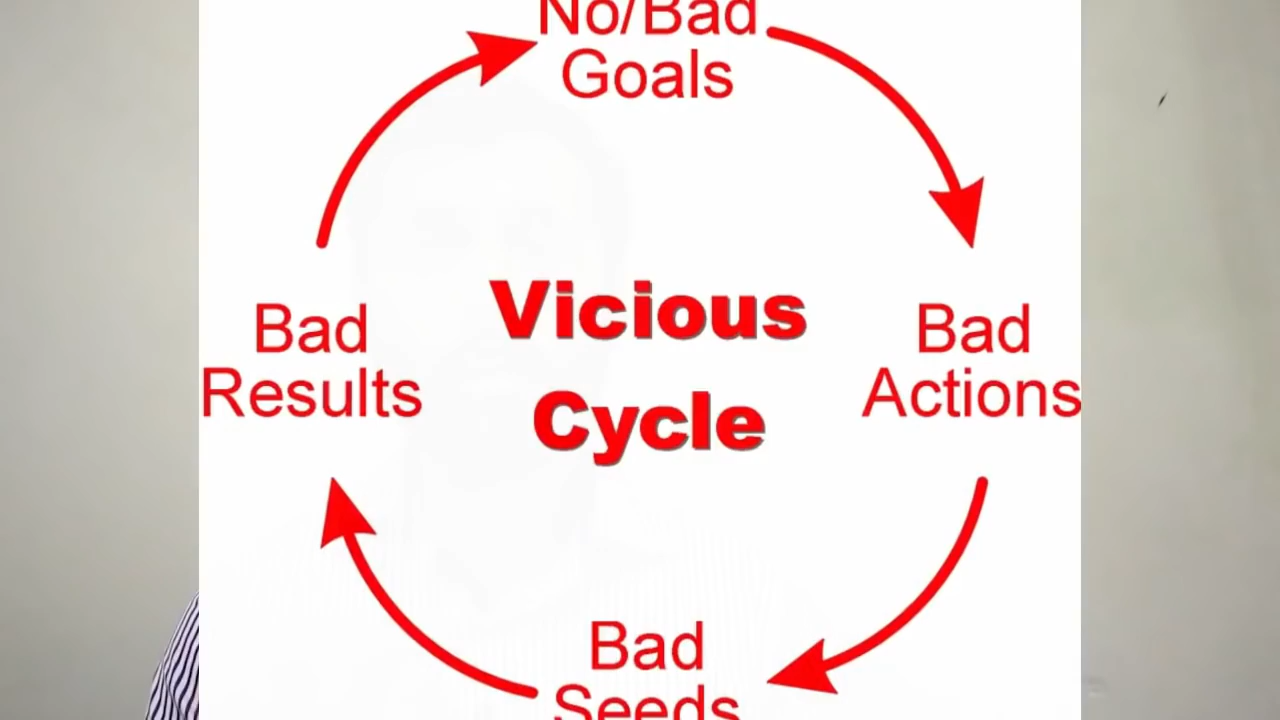 No/Bad
Goals
Bad
Actions
Bad
Seeds
Bad
Results
Vicious
Cycle